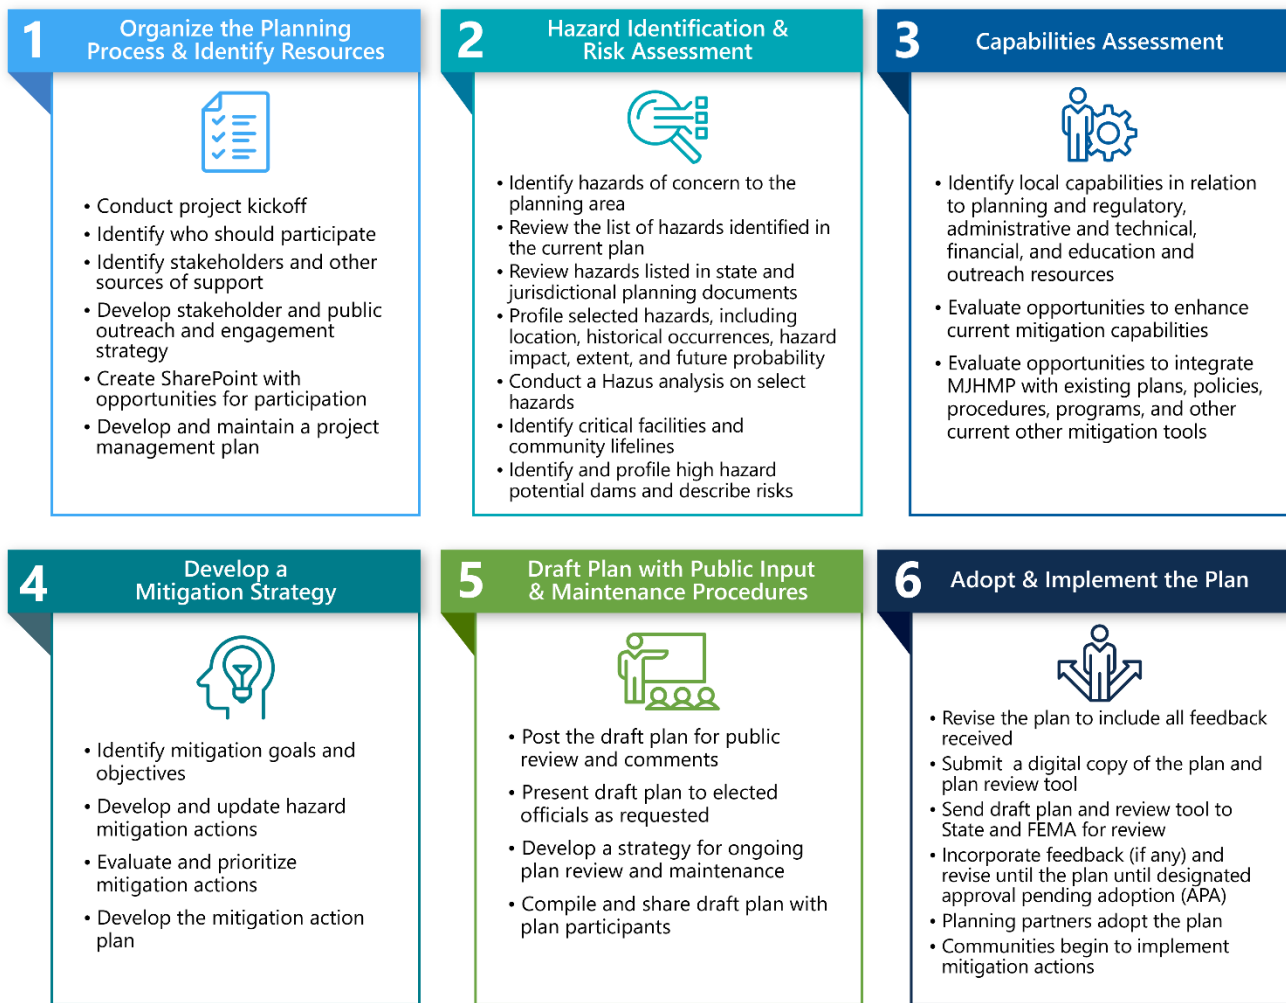 1
Organize the Planning
Process & Identify Resources
• Conduct project kickoff
• Identify who should participate
• Identify stakeholders and other
sources of support
• Develop stakeholder and public
outreach and engagement
strategy
• Create SharePoint with
opportunities for participation
• Develop and maintain a project
management plan
2
Hazard Identification &
Risk Assessment
• Identify hazards of concern to the
planning area
• Review the list of hazards identified in
the current plan
• Review hazards listed in state and
jurisdictional planning documents
• Profile selected hazards, including
location, historical occurrences, hazard
impact, extent, and future probability
• Conduct a Hazus analysis on select
hazards
• Identify critical facilities and
community lifelines
• Identify and profile high hazard
potential dams and describe risks
3
Capabilities Assessment
• Identify local capabilities in relation
to planning and regulatory,
administrative and technical,
financial, and education and
outreach resources
• Evaluate opportunities to enhance
current mitigation capabilities
• Evaluate opportunities to integrate
MJHMP with existing plans, policies,
procedures, programs, and other
current other mitigation tools
4
Develop a
Mitigation Strategy
• Identify mitigation goals and
objectives
• Develop and update hazard
mitigation actions
• Evaluate and prioritize
mitigation actions
• Develop the mitigation action
plan
5
Draft Plan with Public Input
& Maintenance Procedures
• Post the draft plan for public
review and comments
• Present draft plan to elected
officials as requested
• Develop a strategy for ongoing
plan review and maintenance
• Compile and share draft plan with
plan participants
6
Adopt & Implement the Plan
• Revise the plan to include all feedback
received
• Submit a digital copy of the plan and
plan review tool
• Send draft plan and review tool to
State and FEMA for review
• Incorporate feedback (if any) and
revise until the plan until designated
approval pending adoption (APA)
• Planning partners adopt the plan
• Communities begin to implement
mitigation actions